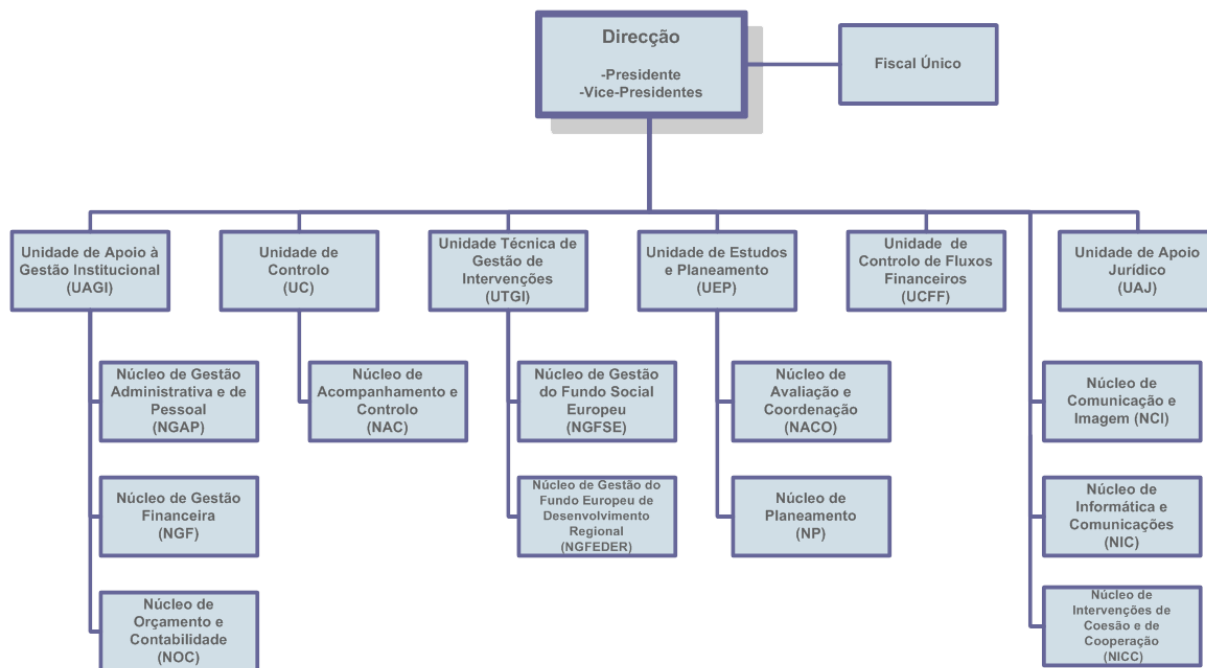 Direcção
-Presidente
-Vice-Presidentes
Fiscal Único
Unidade de Apoio à
Gestão Institucional
(UAGI)
Unidade de
Controlo
(UC)
Unidade Técnica de
Gestão de
Intervenções
(UTGI)
Unidade de Estudos
e Planeamento
(UEP)
Unidade de
Controlo de Fluxos
Financeiros
(UCFF)
Unidade de Apoio
Jurídico
(UAJ)
Núcleo de Gestão
Administrativa e de
Pessoal
(NGAP)
Núcleo de
Acompanhamento e
Controlo
(NAC)
Núcleo de Gestão
do Fundo Social
Europeu
(NGFSE)
Núcleo de
Avaliação e
Coordenação
(NACO)
Núcleo de
Comunicação e
Imagem (NCI)
Núcleo de Gestão
Financeira
(NGF)
Núcleo de Gestão do
Fundo Europeu de
Desenvolvimento
Regional
(NGFEDER)
Núcleo de
Planeamento
(NP)
Núcleo de
Informática e
Comunicações
(NIC)
Núcleo de
Orçamento e
Contabilidade
(NOC)
Núcleo de
Intervenções de
Coesão e de
Cooperação
(NICC)